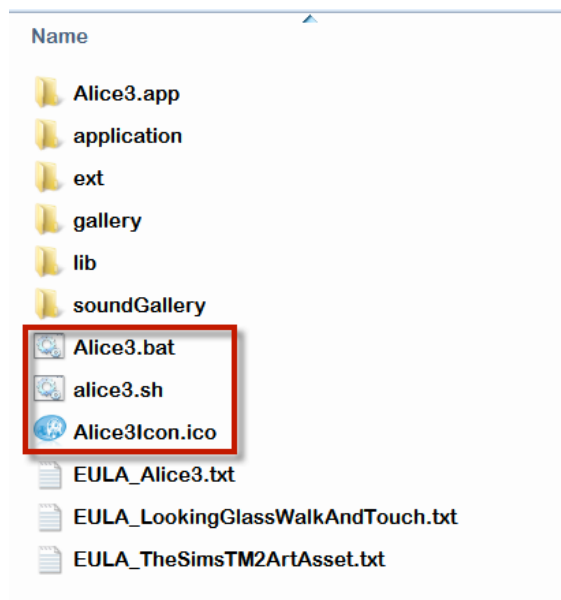 Name
Alice3.app
application
ext
gallery
lib
soundGallery
Alice3.bat
alice3.sh
Alice3Icon.ico
EULA_Alice3.txt
EULA_LookingGlassWalkAndTouch.txt
EULA_TheSimsTM2ArtAsset.txt